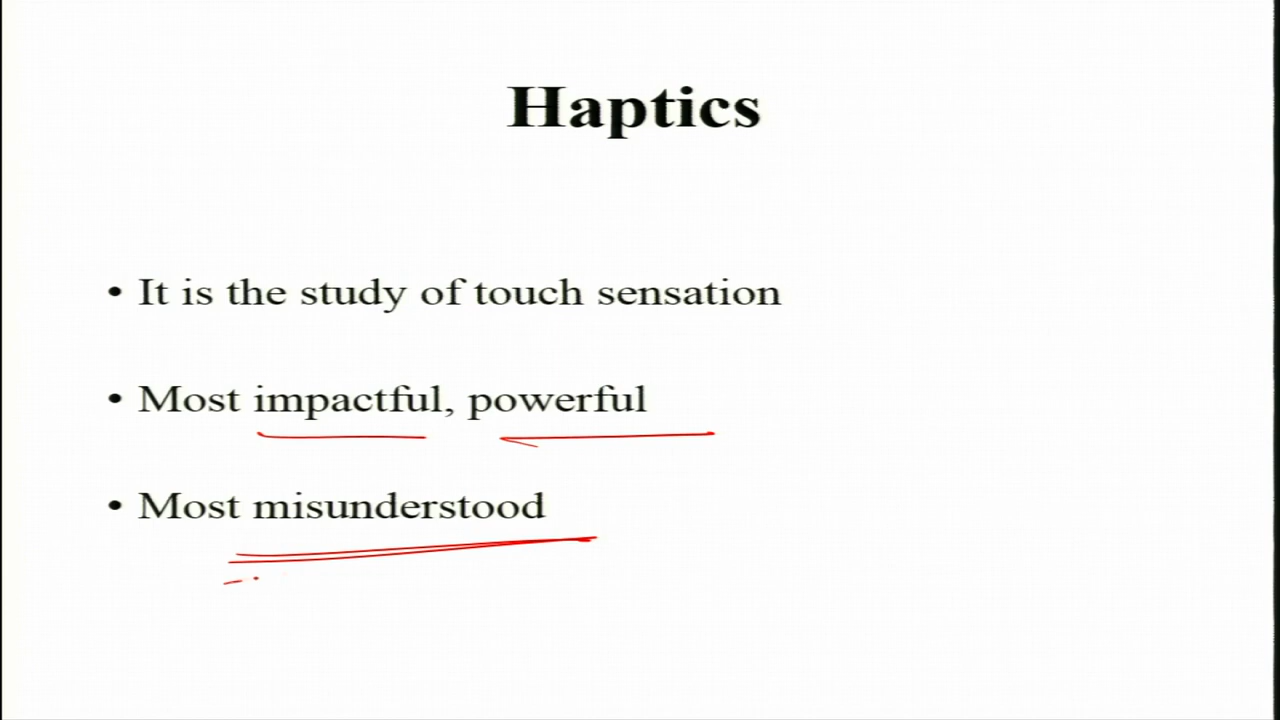 Haptics
• It is the study of touch sensation
• Most impactful, powerful
• Most misunderstood